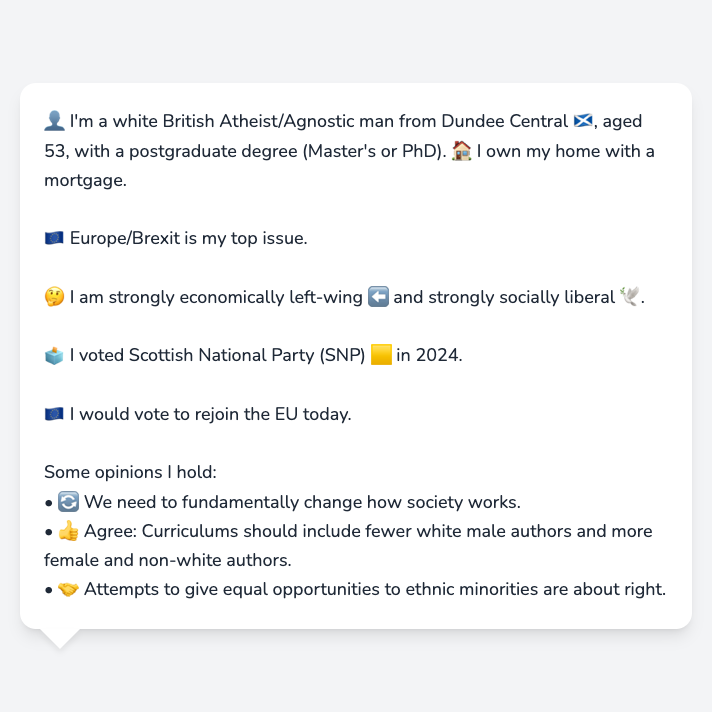 👤 I'm a white British Atheist/Agnostic man from Dundee Central 🏴󠁧󠁢󠁳󠁣󠁴󠁿, aged
53, with a postgraduate degree (Master's or PhD). 🏠 I own my home with a
mortgage.
🇪🇺 Europe/Brexit is my top issue.
🤔 I am strongly economically left-wing ⬅️ and strongly socially liberal 🕊️.
🗳️ I voted Scottish National Party (SNP) 🟨 in 2024.
🇪🇺 I would vote to rejoin the EU today.
Some opinions I hold:
• 🔄 We need to fundamentally change how society works.
• 👍 Agree: Curriculums should include fewer white male authors and more
female and non-white authors.
• 🤝 Attempts to give equal opportunities to ethnic minorities are about right.